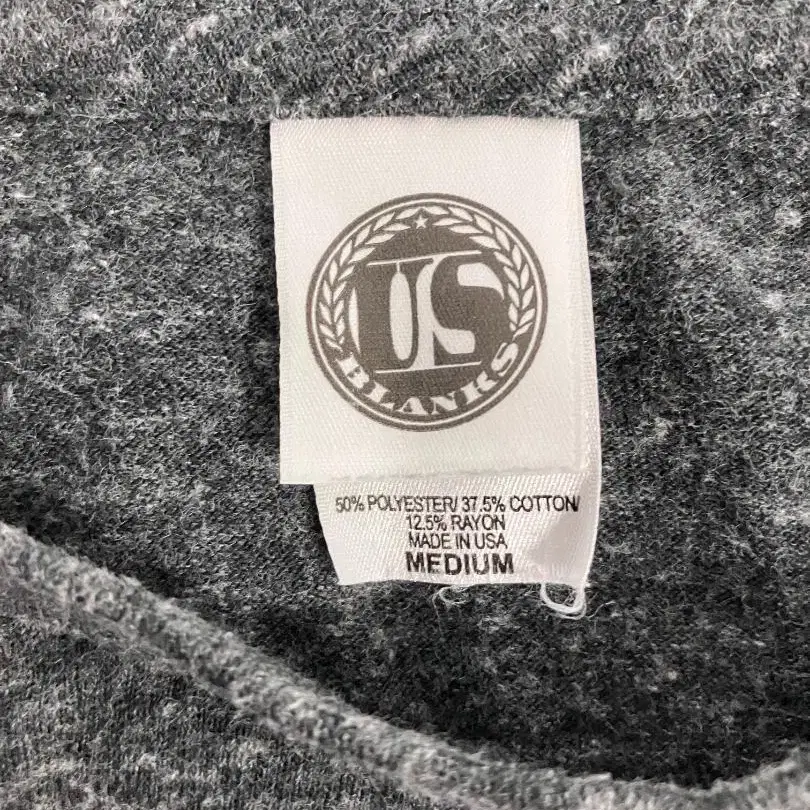 US
BLANKS
50% POLYESTER/ 37.5% COTTON/
12.5% RAYON
MADE IN USA
MEDIUM